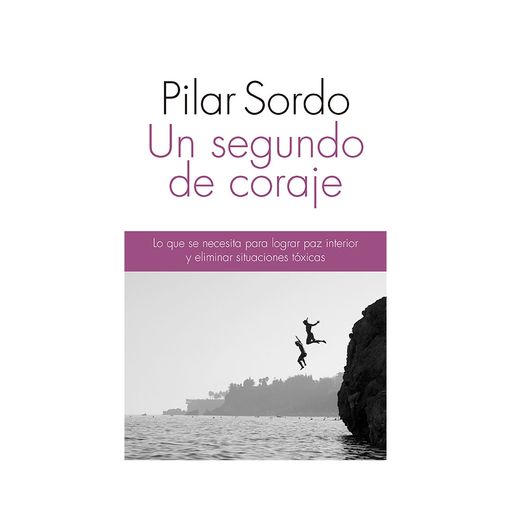 Pilar Sordo
Un segundo
de coraje
Lo que se necesita para lograr paz interior
y eliminar situaciones tóxicas